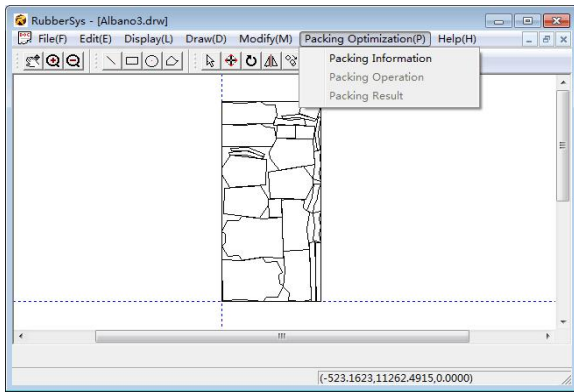 RubberSys - [Albano3.drw]
File(F) Edit(E) Display(L) Draw(D) Modify(M) Packing Optimization(P) Help(H)
Packing Information
Packing Operation
Packing Result
(-523.1623,11262.4915,0.0000)